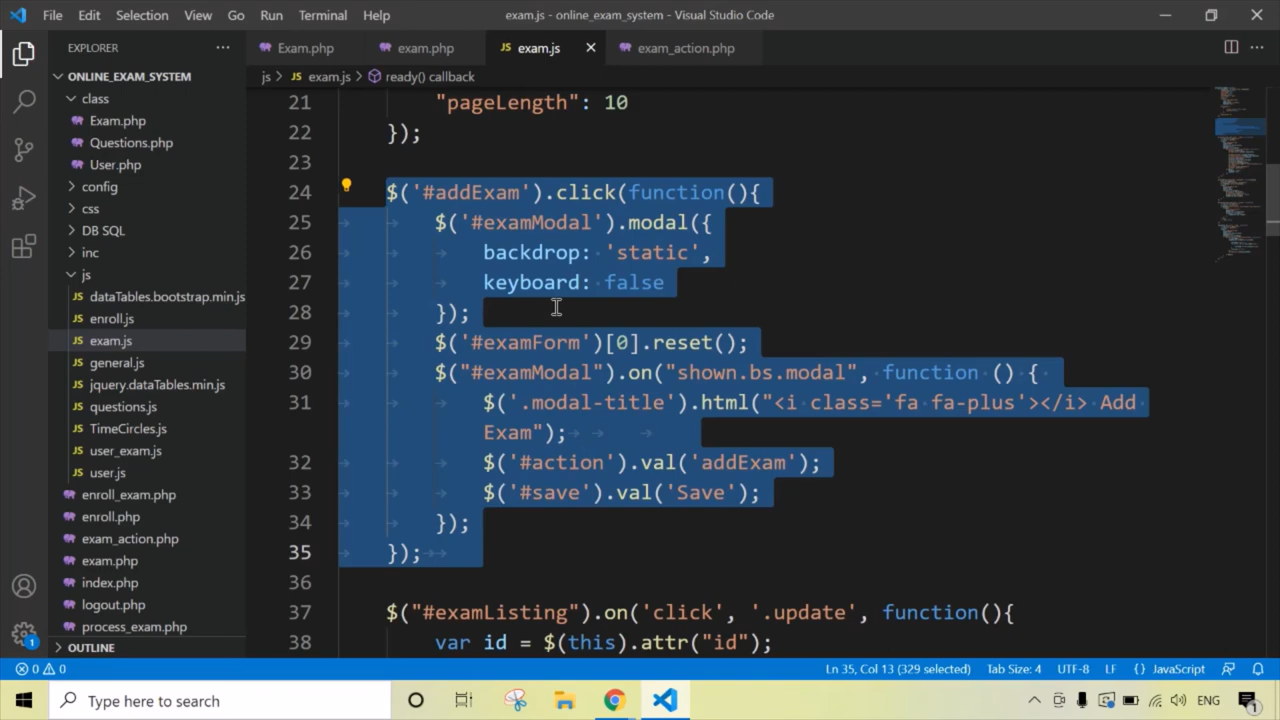 File Edit Selection View Go Run Terminal Help
exam.js - online_exam_system - Visual Studio Code
EXPLORER
ONLINE_EXAM_SYSTEM
class
Exam.php
Questions.php
User.php
config
css
DB SQL
inc
js
dataTables.bootstrap.min.js
enroll.js
exam.js
general.js
jquery.dataTables.min.js
questions.js
TimeCircles.js
user_exam.js
user.js
enroll_exam.php
enroll.php
exam_action.php
exam.php
index.php
logout.php
process_exam.php
OUTLINE
Exam.php exam.php JS exam.js exam_action.php
js > JS exam.js > ready() callback
21 "pageLength": 10
22 });
23
24 $('#addExam').click(function(){
25 $('#examModal').modal({
26 backdrop: 'static',
27 keyboard: false
28 });
29 $('#examForm')[0].reset();
30 $("#examModal").on("shown.bs.modal", function () {
31 $('.modal-title').html("<i class='fa fa-plus'></i> Add
Exam");
32 $('#action').val('addExam');
33 $('#save').val('Save');
34 });
35 });
36
37 $("#examListing").on('click', '.update', function(){
38 var id = $(this).attr("id");
0 0 Ln 35, Col 13 (329 selected) Tab Size: 4 UTF-8 LF {} JavaScript
Type here to search
ENG
1